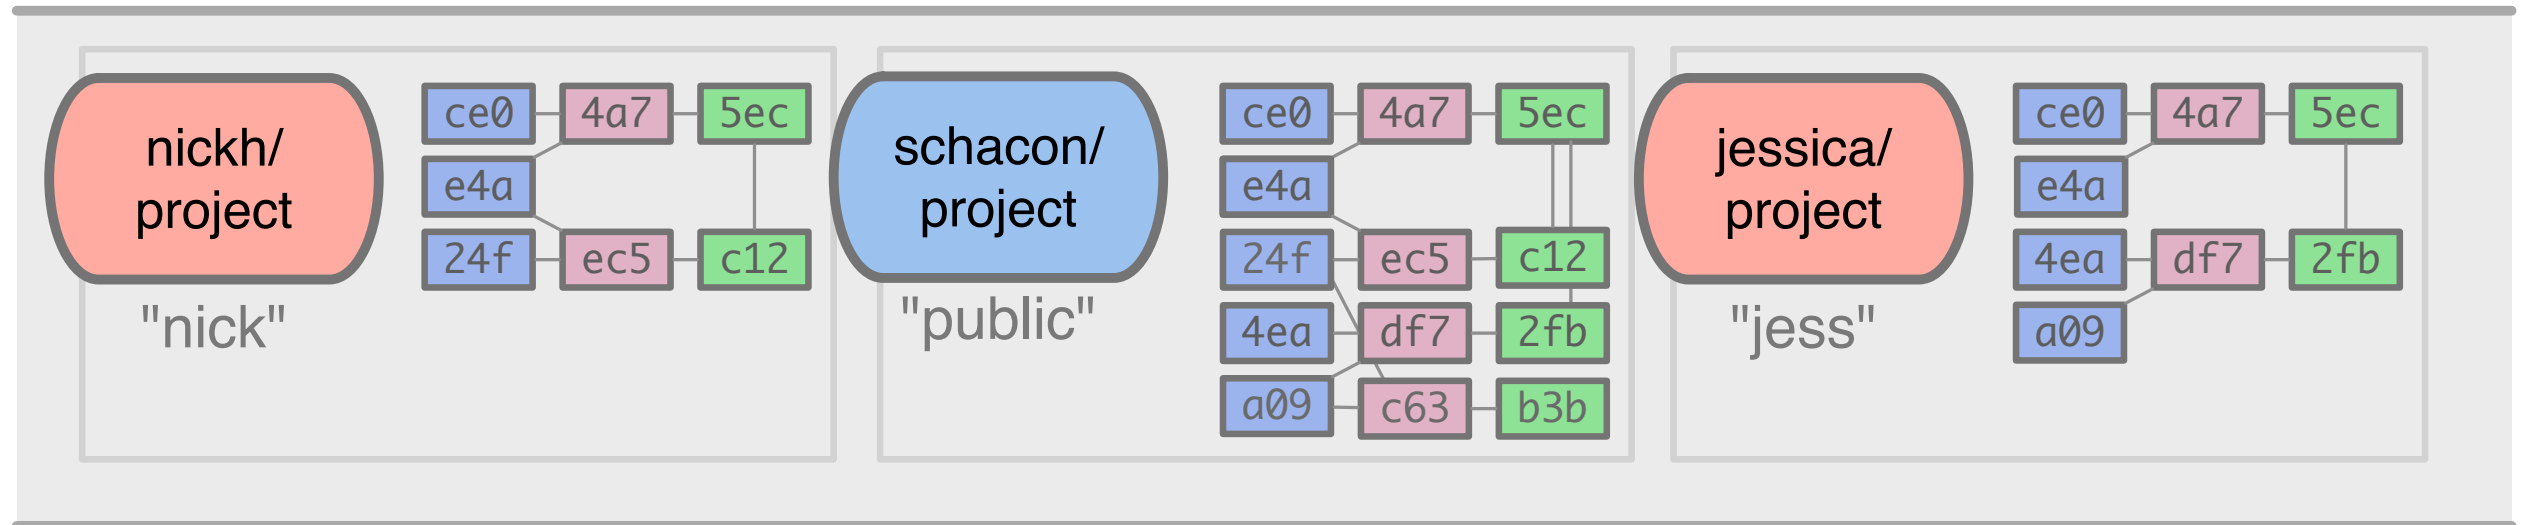 nickh/
project
"nick"
ce0 4a7 5ec
e4a
24f ec5 c12
schacon/
project
"public"
ce0 4a7 5ec
e4a
24f ec5 c12
4ea df7 2fb
a09 c63 b3b
jessica/
project
"jess"
ce0 4a7 5ec
e4a
4ea df7 2fb
a09